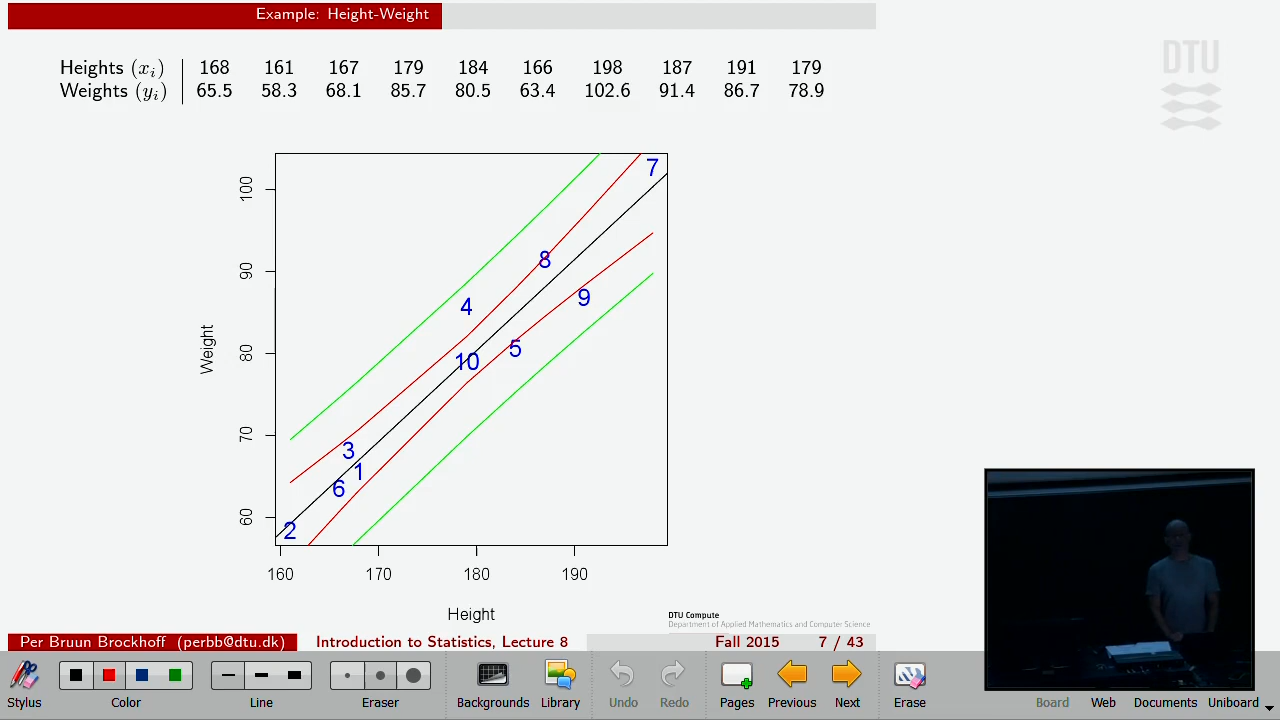 Example: Height-Weight
DTU
Heights (xᵢ) 168 161 167 179 184 166 198 187 191 179
Weights (yᵢ) 65.5 58.3 68.1 85.7 80.5 63.4 102.6 91.4 86.7 78.9
100
90
80
70
60
Weight
7
8
9
4
5
10
3
1
6
2
160 170 180 190
Height
DTU Compute
Department of Applied Mathematics and Computer Science
Per Bruun Brockhoff (perbb@dtu.dk) Introduction to Statistics, Lecture 8 Fall 2015 7 / 43
Stylus Color Line Eraser Backgrounds Library Undo Redo Pages Previous Next Erase Board Web Documents Uniboard